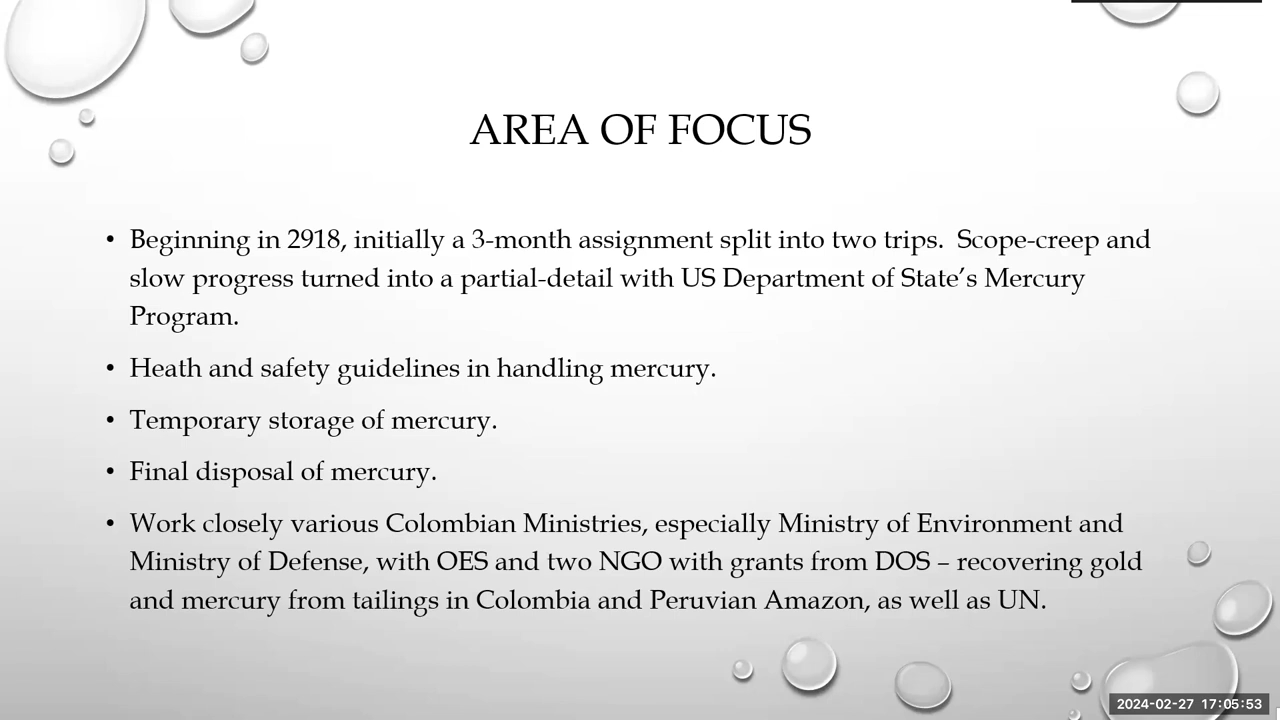 AREA OF FOCUS
• Beginning in 2918, initially a 3-month assignment split into two trips.  Scope-creep and
slow progress turned into a partial-detail with US Department of State’s Mercury
Program.
• Heath and safety guidelines in handling mercury.
• Temporary storage of mercury.
• Final disposal of mercury.
• Work closely various Colombian Ministries, especially Ministry of Environment and
Ministry of Defense, with OES and two NGO with grants from DOS – recovering gold
and mercury from tailings in Colombia and Peruvian Amazon, as well as UN.
2024-02-27 17:05:53